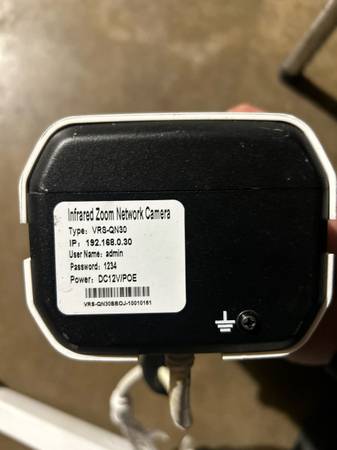 Infrared Zoom Network Camera
Type: VRS-QN30
IP: 192.168.0.30
User Name: admin
Password: 1234
Power: DC12V/POE
VRS-QN30BBOJ-10010161